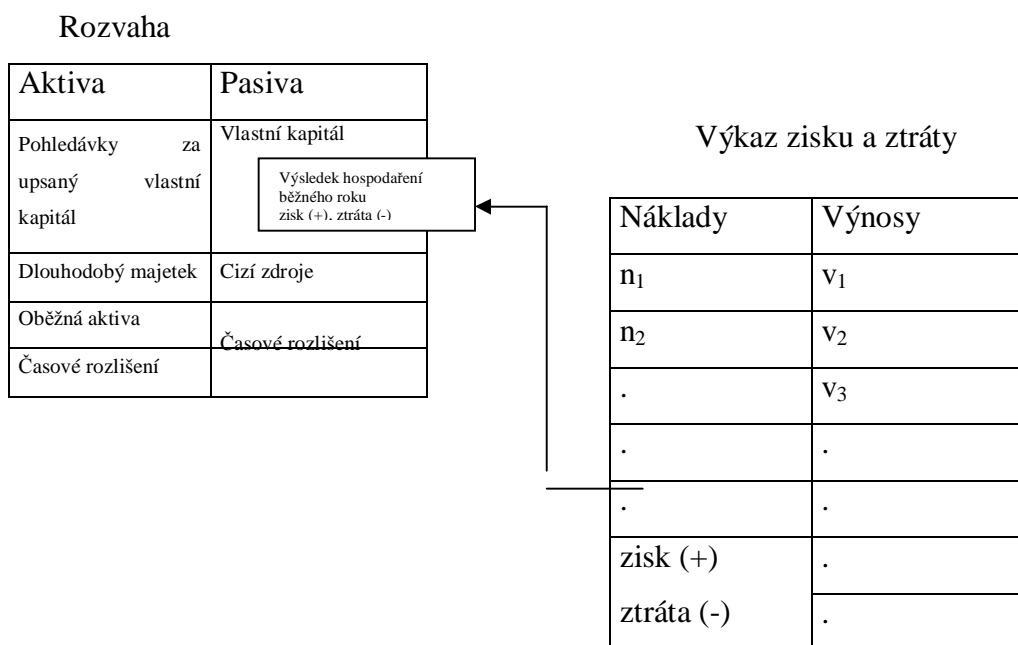 Rozvaha
Aktiva Pasiva
Pohledávky za
upsaný vlastní
kapitál
Vlastní kapitál
Výsledek hospodaření
běžného roku
zisk (+), ztráta (-)
Dlouhodobý majetek Cizí zdroje
Oběžná aktiva
Časové rozlišení
Časové rozlišení
Výkaz zisku a ztráty
Náklady Výnosy
n1 v1
n2 v2
. v3
. .
. .
zisk (+) .
ztráta (-) .